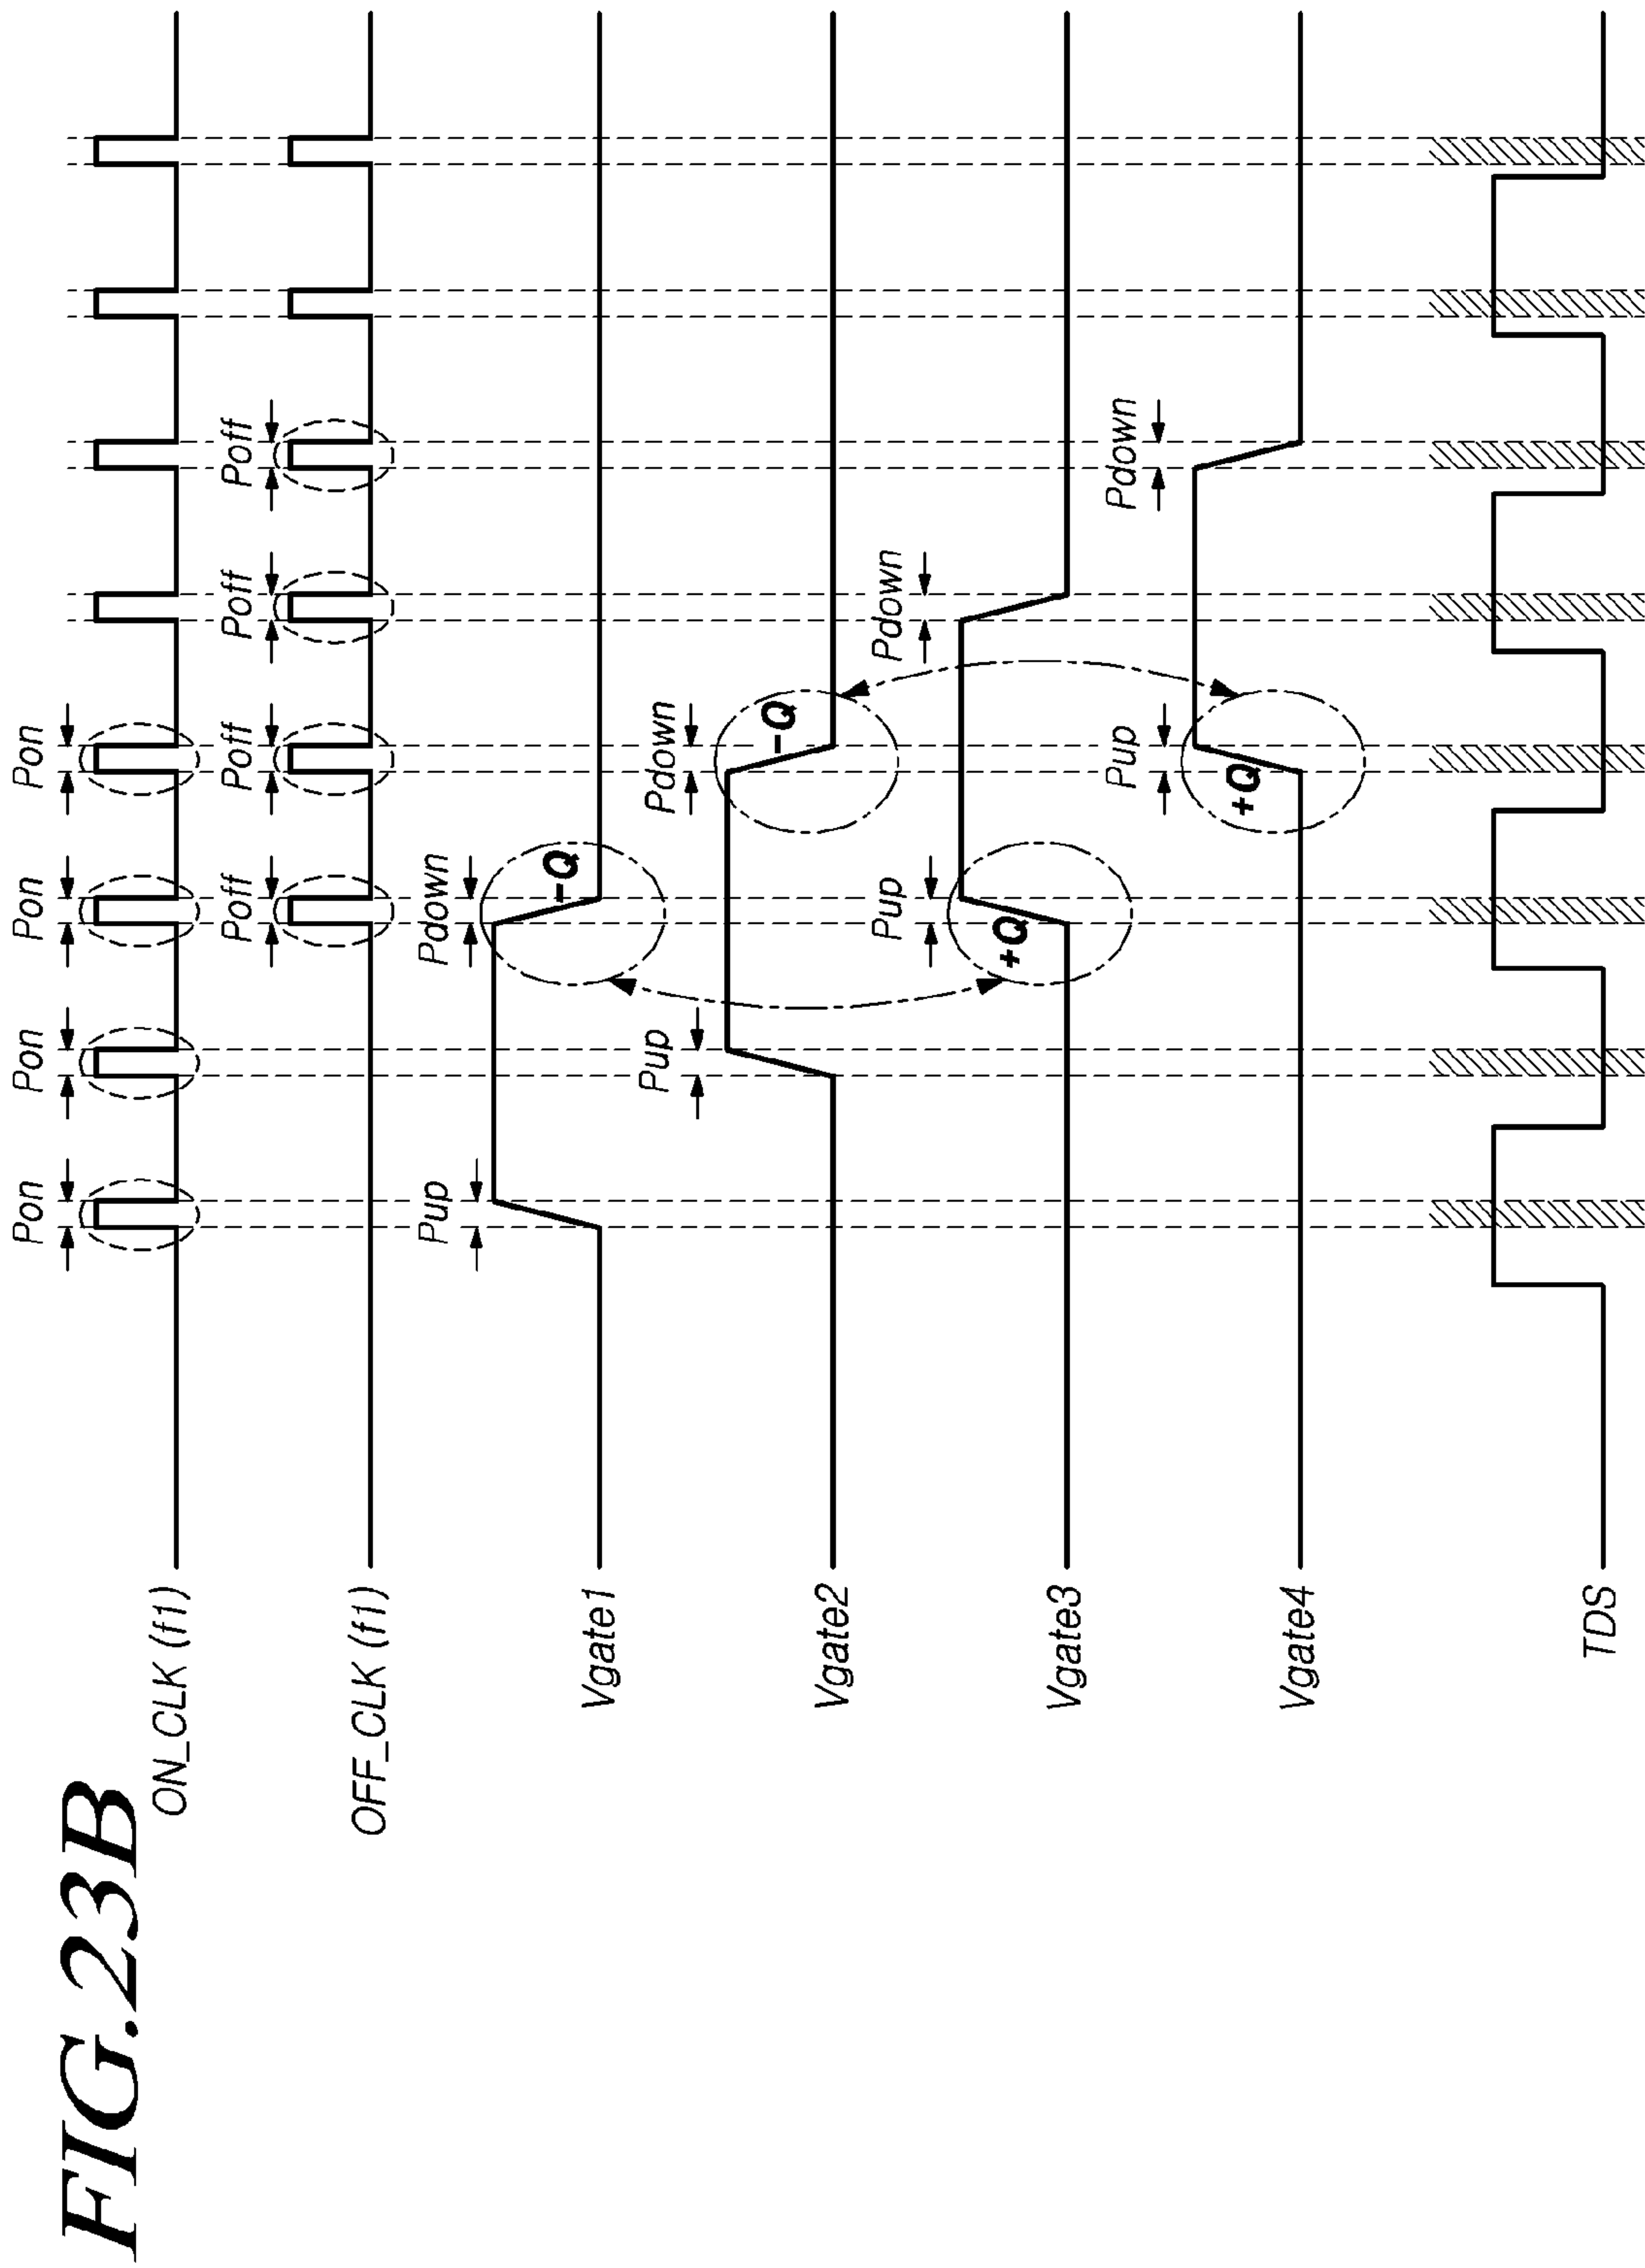 FIG.23B
Pon Pon Pon Pon
ON_CLK (f1)
Poff Poff Poff Poff
OFF_CLK (f1)
Pup Pdown
-Q
Vgate1
Pup Pdown
-Q
Vgate2
Pup Pdown
+Q
Vgate3
Pup Pdown
+Q
Vgate4
TDS